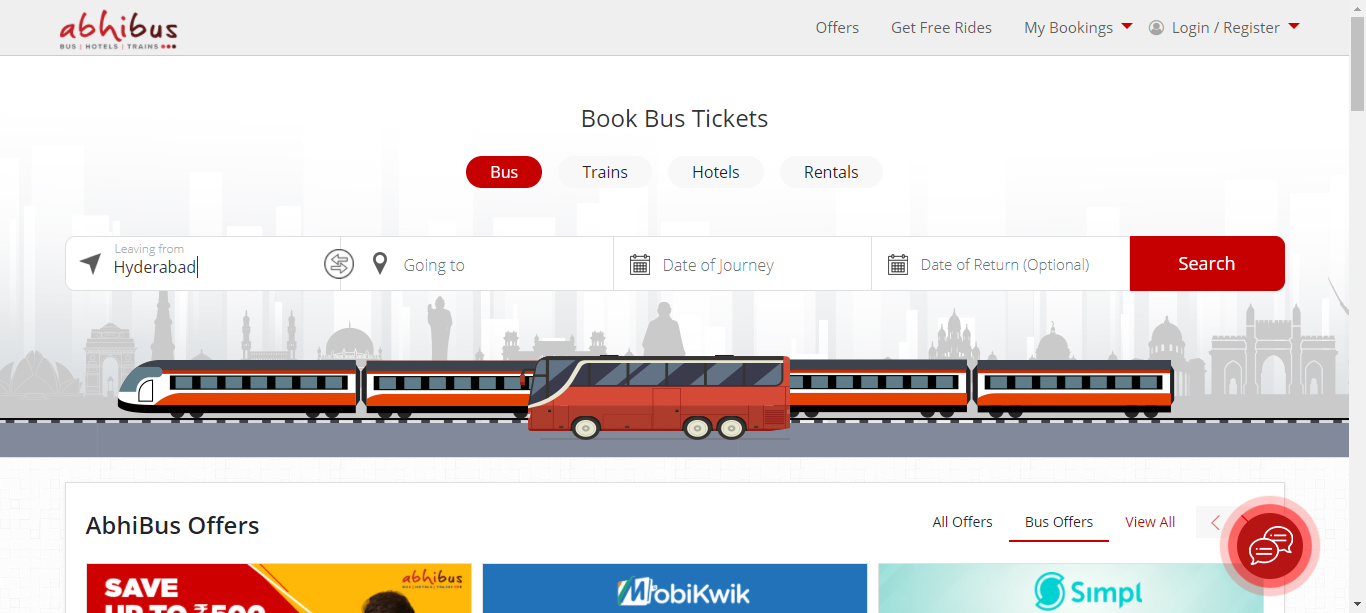 abhibus
BUS | HOTELS | TRAINS
Offers
Get Free Rides
My Bookings
Login / Register
Book Bus Tickets
Bus
Trains
Hotels
Rentals
Leaving from
Hyderabad
Going to
Date of Journey
Date of Return (Optional)
Search
AbhiBus Offers
All Offers
Bus Offers
View All
SAVE
UP TO ₹500
abhibus
MobiKwik
Simpl